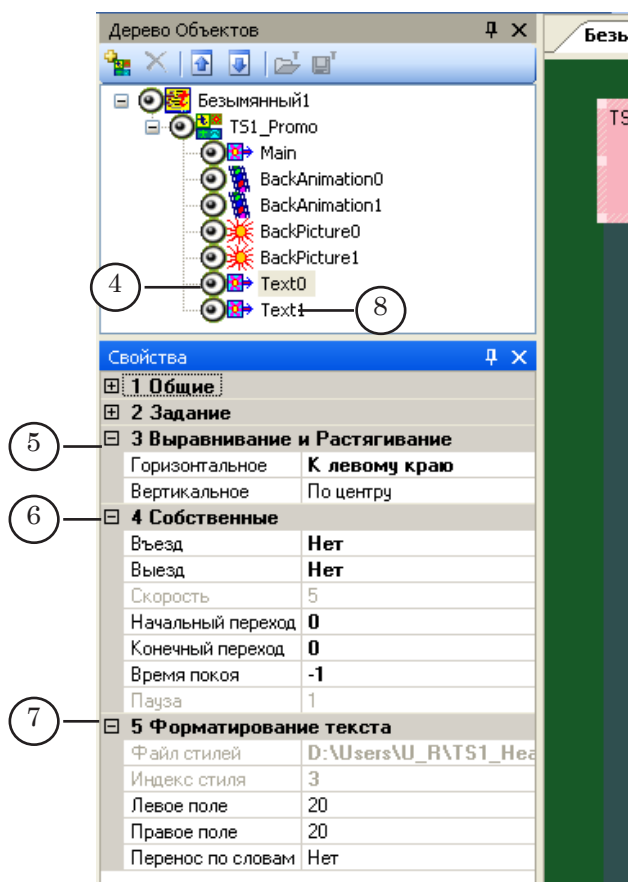 Дерево Объектов
Безы
Безымянный1
TS1_Promo
TS
Main
BackAnimation0
BackAnimation1
BackPicture0
BackPicture1
4
Text0
Text1
8
Свойства
1 Общие
2 Задание
5
3 Выравнивание и Растягивание
Горизонтальное К левому краю
Вертикальное По центру
6
4 Собственные
Въезд Нет
Выезд Нет
Скорость 5
Начальный переход 0
Конечный переход 0
Время покоя -1
Пауза 1
7
5 Форматирование текста
Файл стилей D:\Users\U_R\TS1_Hea
Индекс стиля 3
Левое поле 20
Правое поле 20
Перенос по словам Нет